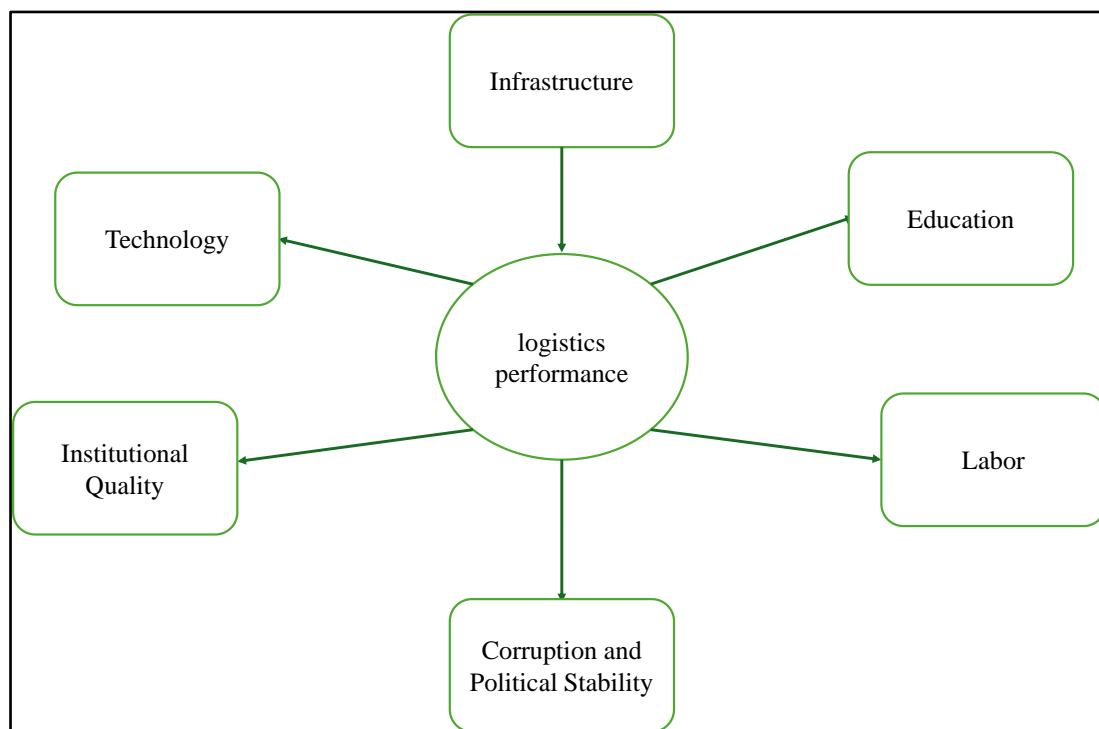 Infrastructure
Education
Technology
logistics
performance
Institutional
Quality
Labor
Corruption and
Political Stability